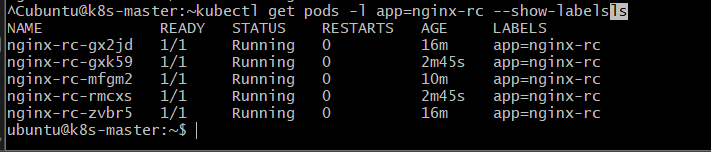 ^Cubuntu@k8s-master:~kubectl get pods -l app=nginx-rc --show-labelsls
NAME READY STATUS RESTARTS AGE LABELS
nginx-rc-gx2jd 1/1 Running 0 16m app=nginx-rc
nginx-rc-gxk59 1/1 Running 0 2m45s app=nginx-rc
nginx-rc-mfgm2 1/1 Running 0 10m app=nginx-rc
nginx-rc-rmcxs 1/1 Running 0 2m45s app=nginx-rc
nginx-rc-zvbr5 1/1 Running 0 16m app=nginx-rc
ubuntu@k8s-master:~$